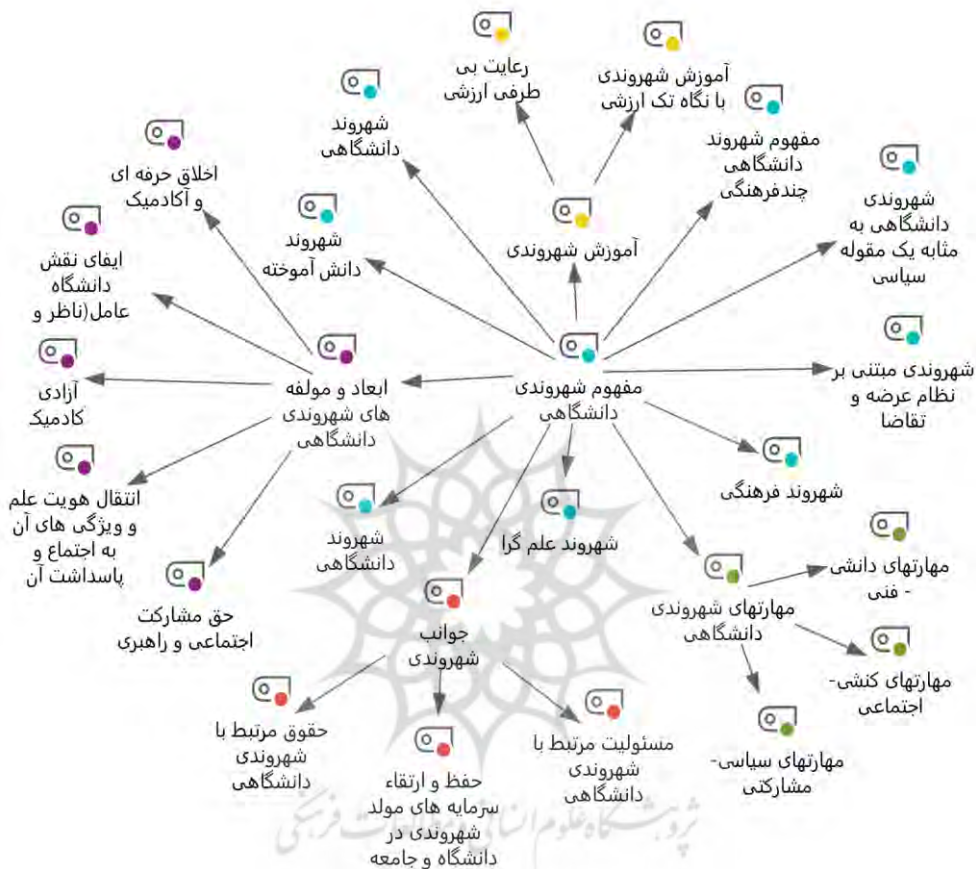 رعایت بی
طرفی ارزشی
آموزش شهروندی
با نگاه تک ارزشی
شهروند
دانشگاهی
مفهوم شهروند
دانشگاهی
چندفرهنگی
اخلاق حرفه ای
و آکادمیک
شهروندی
دانشگاهی به
مثابه یک مقوله
سیاسی
شهروند
دانش آموخته
آموزش شهروندی
ایفای نقش
دانشگاه
عامل(ناظر و
آزادی
کادمیک
ابعاد و مولفه
های شهروندی
دانشگاهی
مفهوم شهروندی
دانشگاهی
شهروندی مبتنی بر
نظام عرضه و
تقاضا
انتقال هویت علم
و ویژگی های آن
به اجتماع و
پاسداشت آن
شهروند
دانشگاهی
شهروند علم گرا
شهروند فرهنگی
حق مشارکت
اجتماعی و راهبری
جوانب
شهروندی
مهارتهای شهروندی
دانشگاهی
مهارتهای دانشی
- فنی
مهارتهای کنشی-
اجتماعی
حقوق مرتبط با
شهروندی
دانشگاهی
حفظ و ارتقاء
سرمایه های مولد
شهروندی در
دانشگاه و جامعه
مسئولیت مرتبط با
شهروندی
دانشگاهی
مهارتهای سیاسی-
مشارکتی
پژوهشگاه علوم انسانی و مطالعات فرهنگی